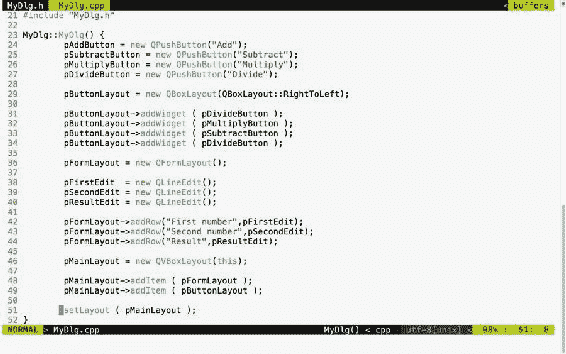 MyDlg.h MyDlg.cpp buffers
21 #include "MyDlg.h"
22
23 MyDlg::MyDlg() {
24 pAddButton = new QPushButton("Add");
25 pSubtractButton = new QPushButton("Subtract");
26 pMultiplyButton = new QPushButton("Multiply");
27 pDivideButton = new QPushButton("Divide");
28
29 pButtonLayout = new QBoxLayout(QBoxLayout::RightToLeft);
30
31 pButtonLayout->addWidget ( pDivideButton );
32 pButtonLayout->addWidget ( pMultiplyButton );
33 pButtonLayout->addWidget ( pSubtractButton );
34 pButtonLayout->addWidget ( pDivideButton );
35
36 pFormLayout = new QFormLayout();
37
38 pFirstEdit = new QLineEdit();
39 pSecondEdit = new QLineEdit();
40 pResultEdit = new QLineEdit();
41
42 pFormLayout->addRow("First number",pFirstEdit);
43 pFormLayout->addRow("Second number",pSecondEdit);
44 pFormLayout->addRow("Result",pResultEdit);
45
46 pMainLayout = new QVBoxLayout(this);
47
48 pMainLayout->addItem ( pFormLayout );
49 pMainLayout->addItem ( pButtonLayout );
50
51 setLayout ( pMainLayout );
52 }
NORMAL > MyDlg.cpp MyDlg() < cpp utf-8[unix] 98% : 51: 8